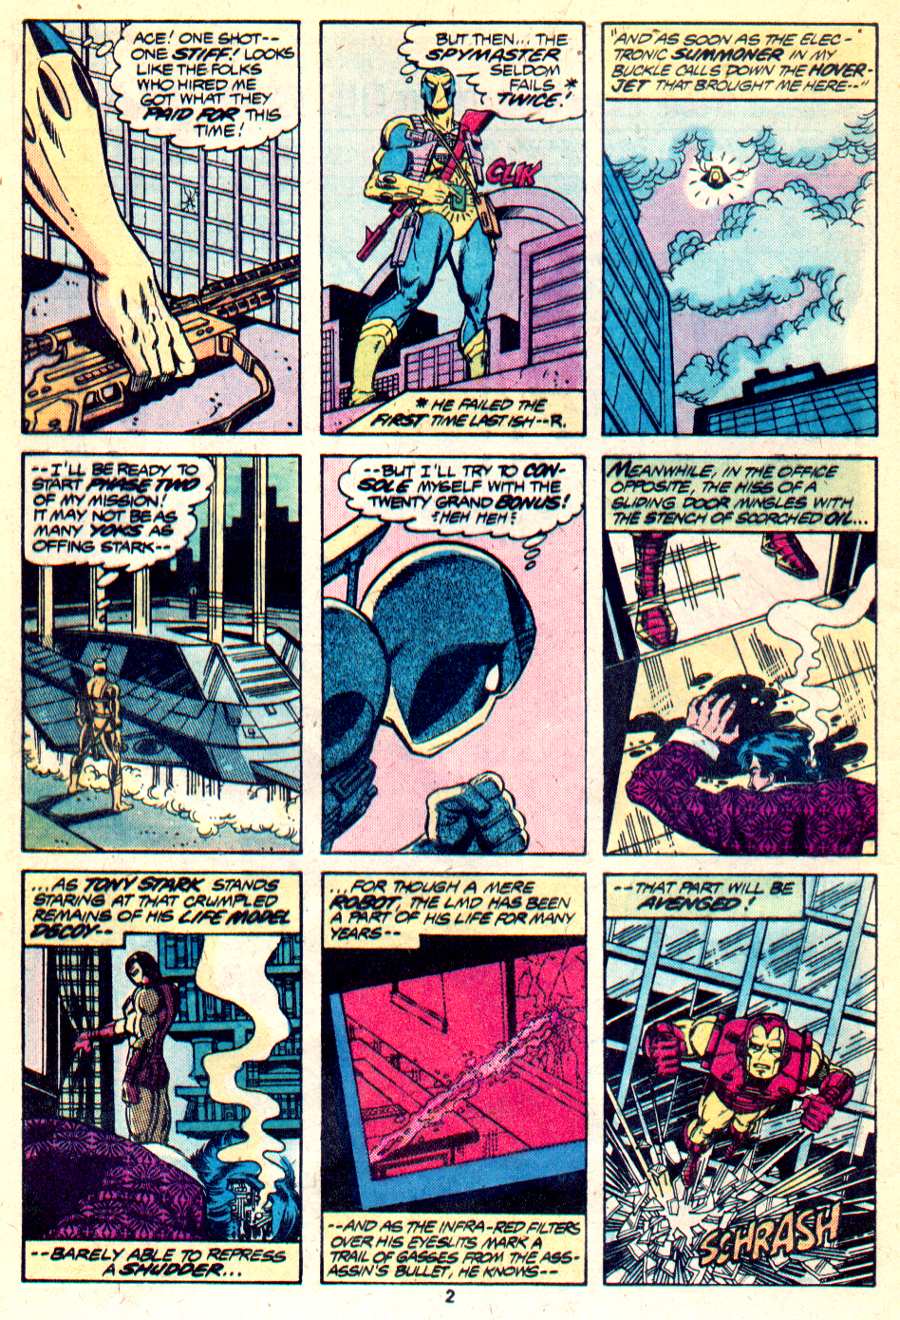 ACE! ONE SHOT--
ONE STIFF! LOOKS
LIKE THE FOLKS
WHO HIRED ME
GOT WHAT THEY
PAID FOR THIS
TIME!
BUT THEN... THE
SPYMASTER
SELDOM
FAILS *
TWICE!
CLIK
* HE FAILED THE
FIRST TIME LAST ISH--R.
"AND AS SOON AS THE ELEC-
TRONIC SUMMONER IN MY
BUCKLE CALLS DOWN THE HOVER-
JET THAT BROUGHT ME HERE--"
--I'LL BE READY TO
START PHASE TWO
OF MY MISSION!
IT MAY NOT BE AS
MANY YOKS AS
OFFING STARK--
--BUT I'LL TRY TO CON-
SOLE MYSELF WITH THE
TWENTY GRAND BONUS!
:HEH HEH:
MEANWHILE, IN THE OFFICE
OPPOSITE, THE HISS OF A
SLIDING DOOR MINGLES WITH
THE STENCH OF SCORCHED OIL...
...AS TONY STARK STANDS
STARING AT THAT CRUMPLED
REMAINS OF HIS LIFE MODEL
DECOY--
--BARELY ABLE TO REPRESS
A SHUDDER...
...FOR THOUGH A MERE
ROBOT, THE LMD HAS BEEN
A PART OF HIS LIFE FOR MANY
YEARS--
--AND AS THE INFRA-RED FILTERS
OVER HIS EYESLITS MARK A
TRAIL OF GASSES FROM THE ASS-
ASSIN'S BULLET, HE KNOWS--
--THAT PART WILL BE
AVENGED!
SCHRASH
2